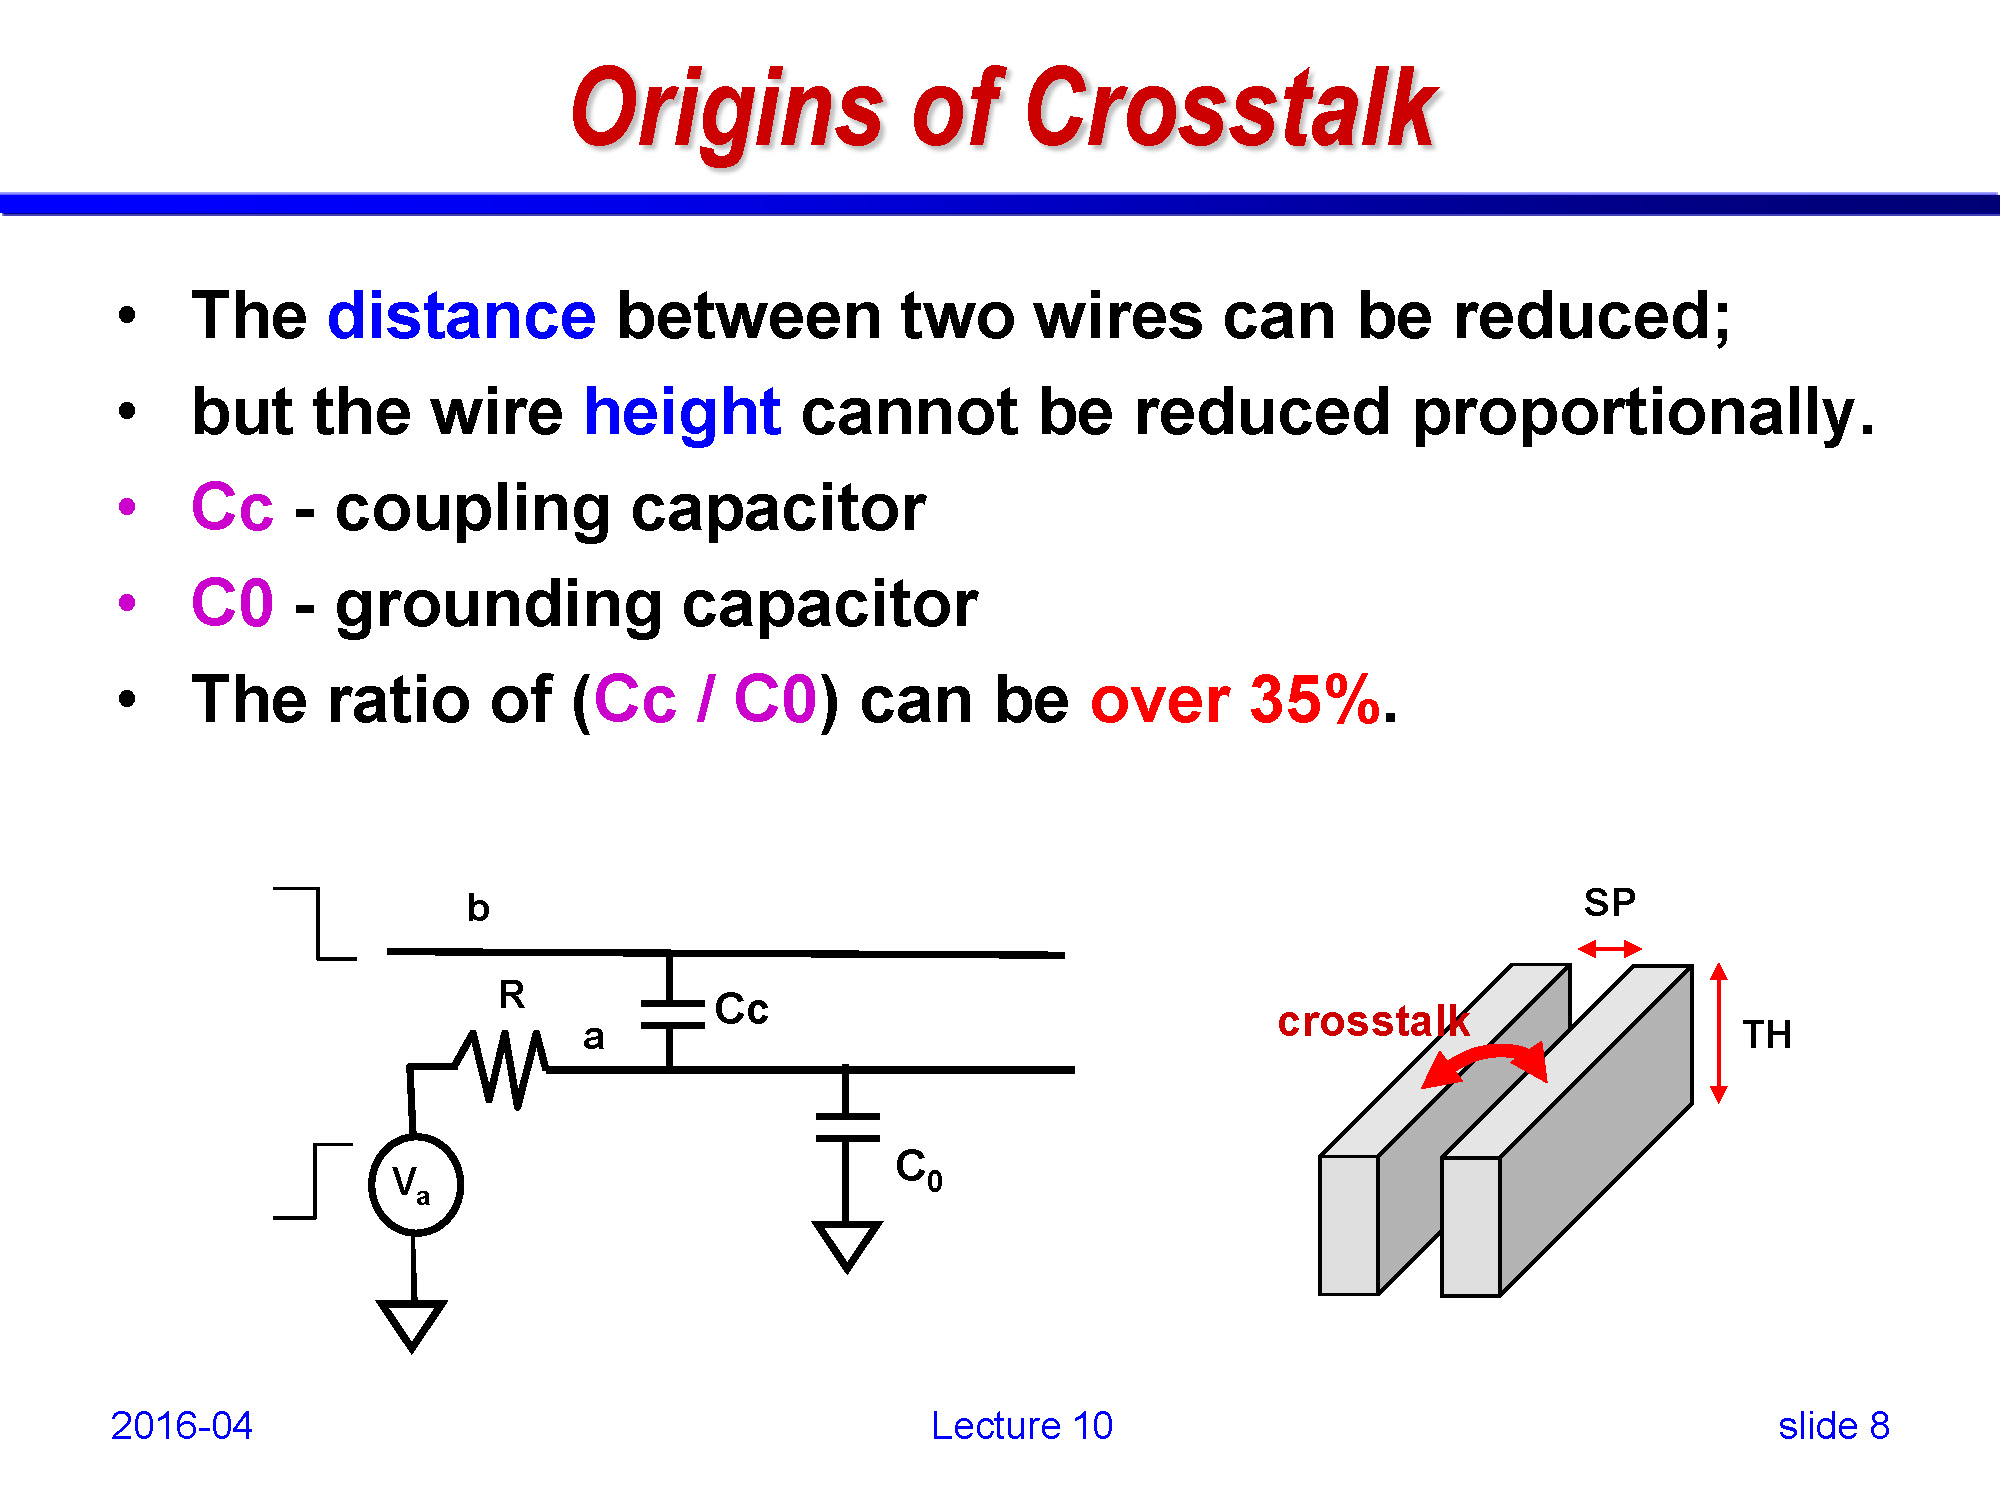 Origins of Crosstalk
• The distance between two wires can be reduced;
• but the wire height cannot be reduced proportionally.
• Cc - coupling capacitor
• C0 - grounding capacitor
• The ratio of (Cc / C0) can be over 35%.
b
R
a
Cc
Va
C0
SP
crosstalk
TH
2016-04
Lecture 10
slide 8